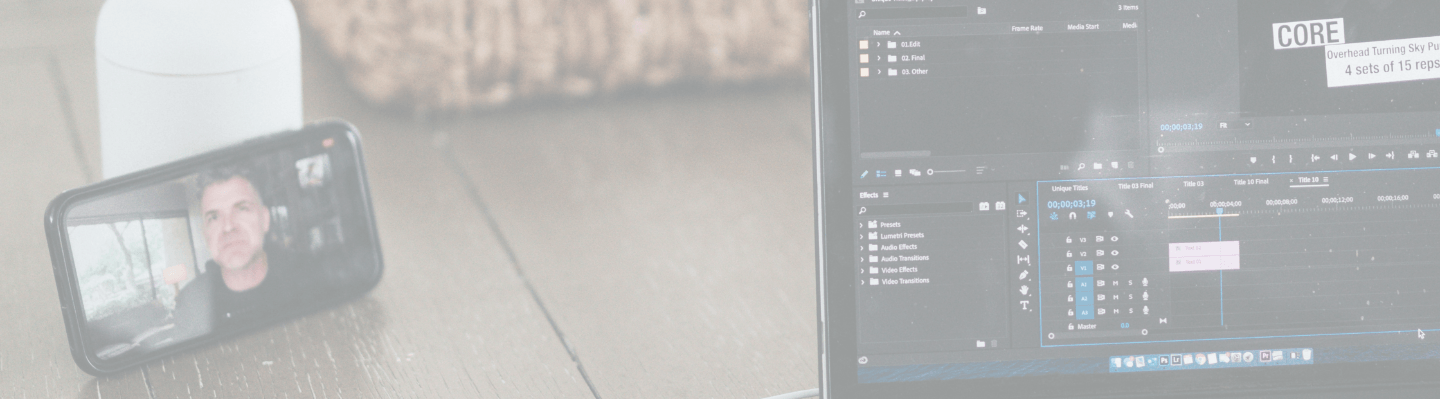 3 Items
Name
Frame Rate
Media Start
Medi
01.Edit
02. Final
03. Other
CORE
Overhead Turning Sky Pu
4 sets of 15 reps
00;00;03;19
Fit
Effects
Presets
Lumetri Presets
Audio Effects
Audio Transitions
Video Effects
Video Transitions
Unique Titles
Title 03 Final
Title 03
Title 10 Final
× Title 10
00;00;03;19
;00;00
00;00;04;00
00;00;08;00
00;00;12;00
00;00;16;00
V3
V2
V1
A1 M S
A2 M S
A3 M S
Master 0.0
Ps Lr Pr